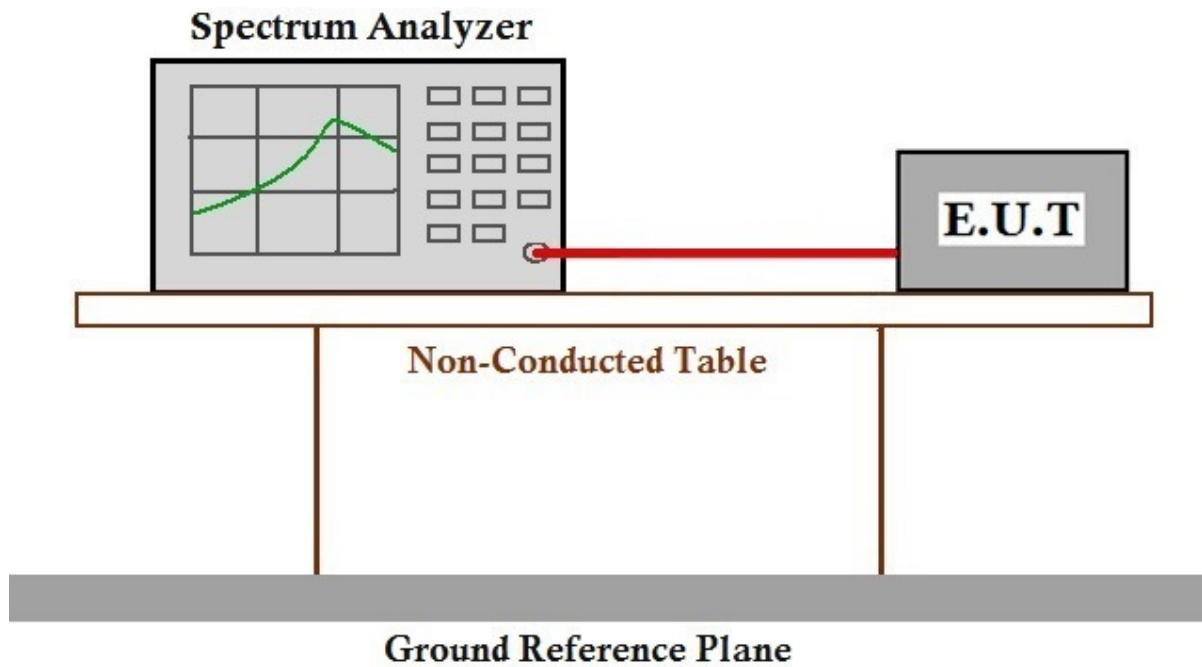 Spectrum Analyzer
E.U.T
Non-Conducted Table
Ground Reference Plane